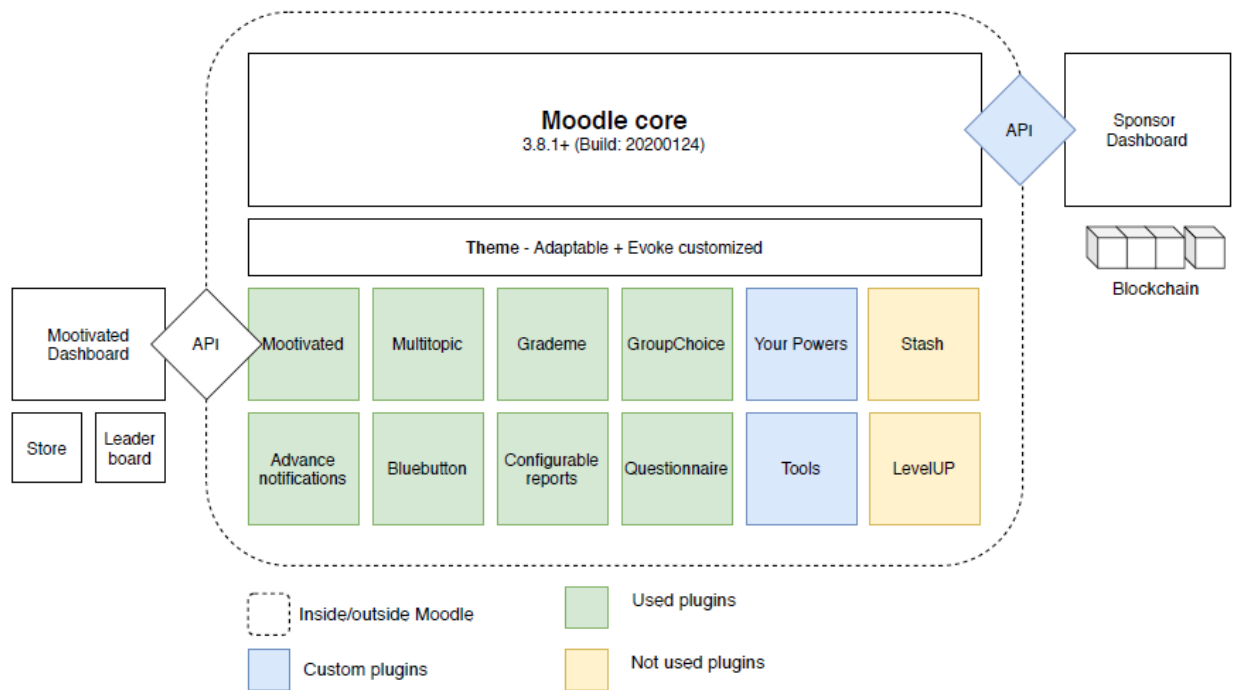 Moodle core
3.8.1+ (Build: 20200124)
API
Sponsor
Dashboard
Theme - Adaptable + Evoke customized
Blockchain
Mootivated
Dashboard
API
Mootivated
Multitopic
Grademe
GroupChoice
Your Powers
Stash
Store
Leader
board
Advance
notifications
Bluebutton
Configurable
reports
Questionnaire
Tools
LevelUP
Inside/outside Moodle
Used plugins
Custom plugins
Not used plugins